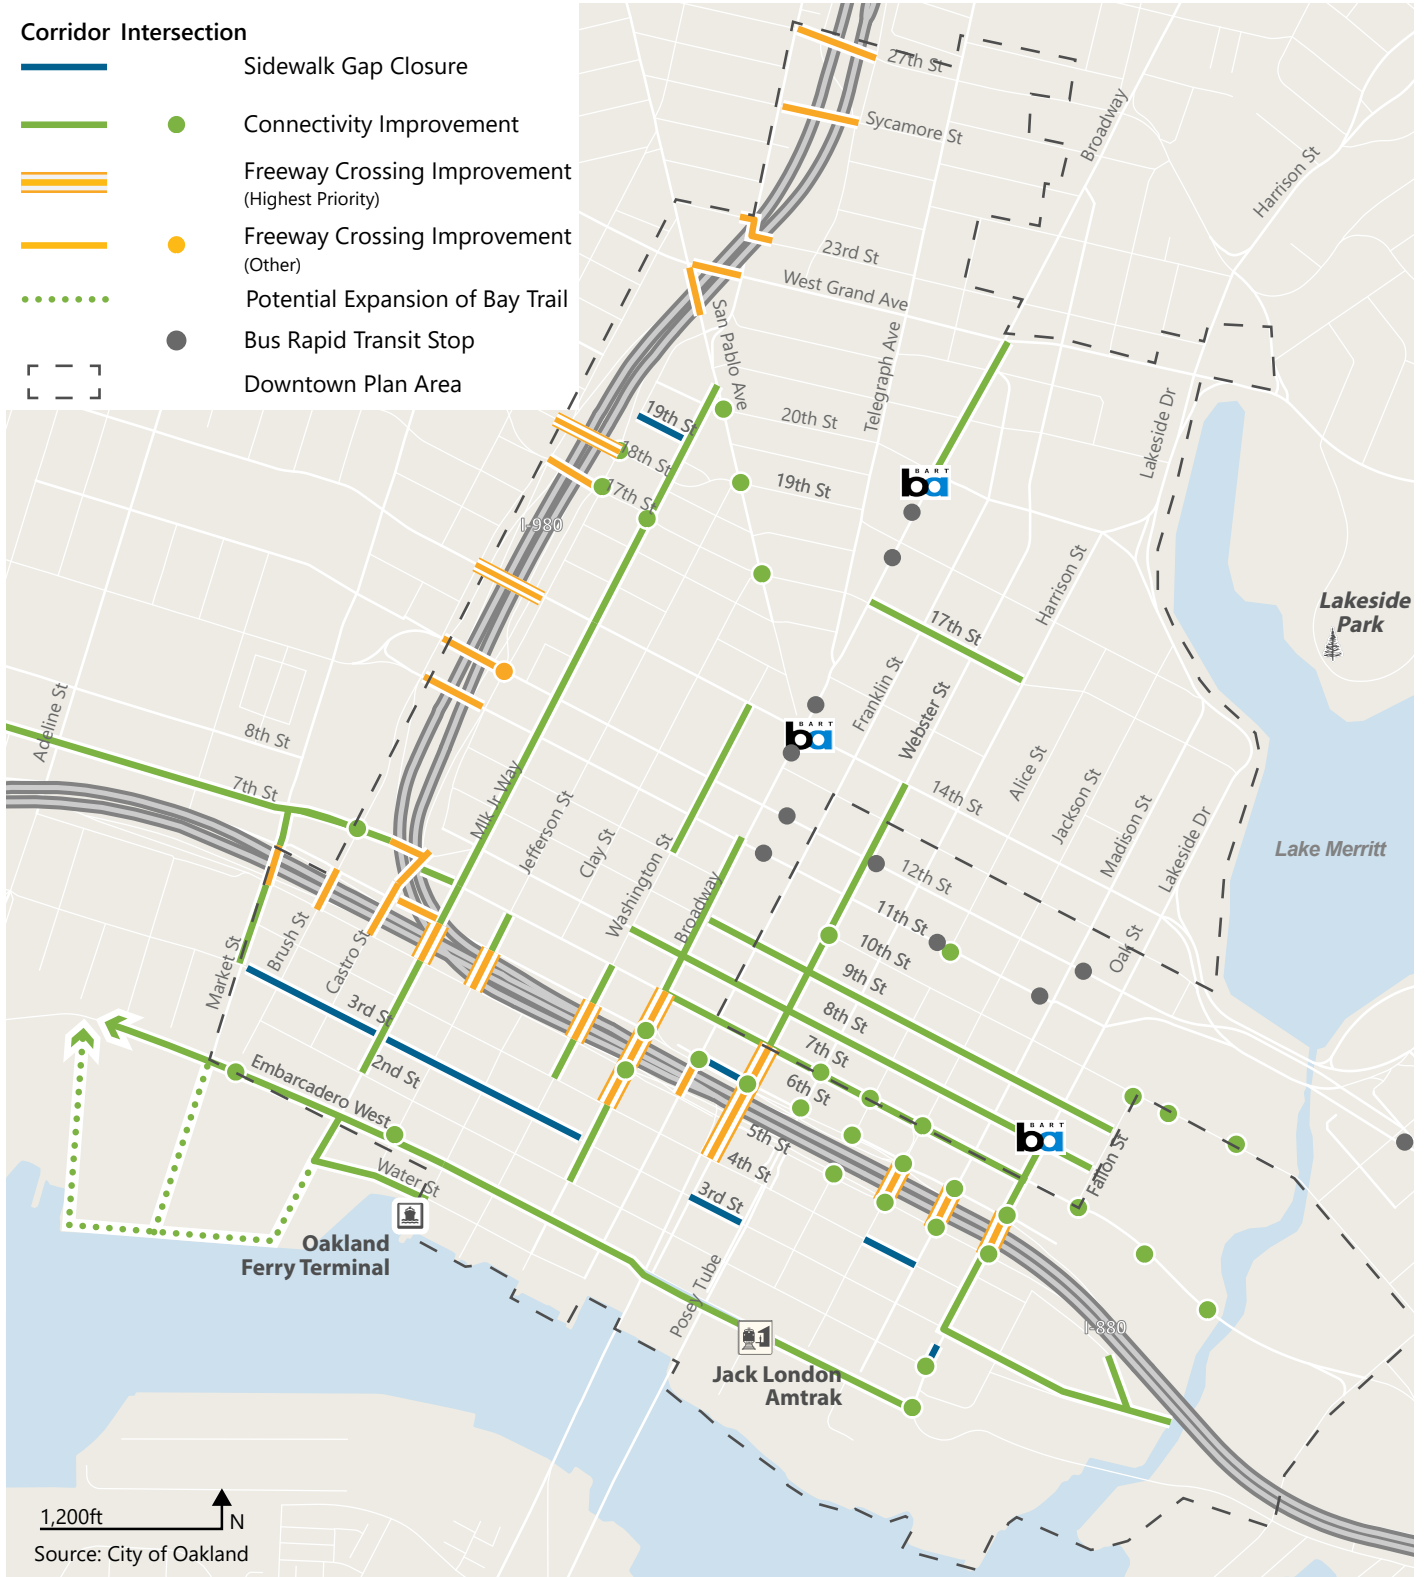 Corridor Intersection
Sidewalk Gap Closure
Connectivity Improvement
Freeway Crossing Improvement
(Highest Priority)
Freeway Crossing Improvement
(Other)
Potential Expansion of Bay Trail
Bus Rapid Transit Stop
Downtown Plan Area
27th St
Sycamore St
Broadway
Harrison St
23rd St
West Grand Ave
San Pablo Ave
Telegraph Ave
Lakeside Dr
19th St
20th St
18th St
19th St
17th St
BART
ba
I-980
Harrison St
Lakeside
Park
17th St
Franklin St
Webster St
Adeline St
8th St
BART
ba
7th St
Mlk Jr Way
Jefferson St
Clay St
Washington St
Broadway
14th St
Alice St
Jackson St
Madison St
Lakeside Dr
Lake Merritt
12th St
11th St
10th St
9th St
8th St
7th St
6th St
5th St
4th St
3rd St
Oak St
Market St
Brush St
Castro St
3rd St
2nd St
Embarcadero West
Water St
BART
ba
Fallon St
Oakland
Ferry Terminal
Posey Tube
I-880
Jack London
Amtrak
1,200ft
N
Source: City of Oakland